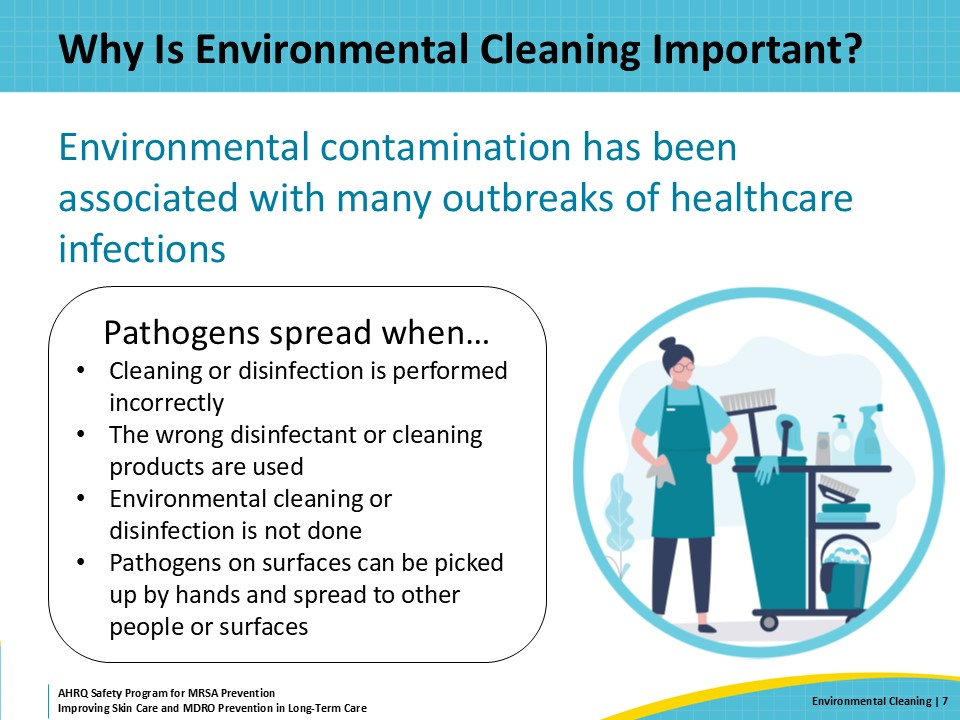 Why Is Environmental Cleaning Important?
Environmental contamination has been
associated with many outbreaks of healthcare
infections
Pathogens spread when…
• Cleaning or disinfection is performed
incorrectly
• The wrong disinfectant or cleaning
products are used
• Environmental cleaning or
disinfection is not done
• Pathogens on surfaces can be picked
up by hands and spread to other
people or surfaces
AHRQ Safety Program for MRSA Prevention
Improving Skin Care and MDRO Prevention in Long-Term Care
Environmental Cleaning | 7